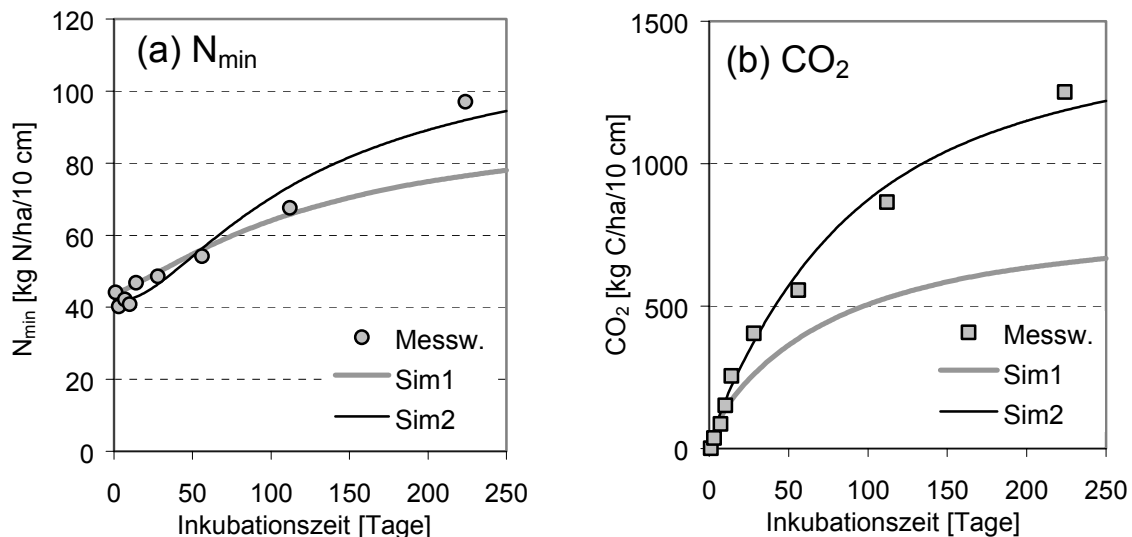 (a) Nmin
N_min [kg N/ha/10 cm]
120
100
80
60
40
20
0
0 50 100 150 200 250
Inkubationszeit [Tage]
Messw.
Sim1
Sim2
(b) CO₂
CO₂ [kg C/ha/10 cm]
1500
1000
500
0
0 50 100 150 200 250
Inkubationszeit [Tage]
Messw.
Sim1
Sim2